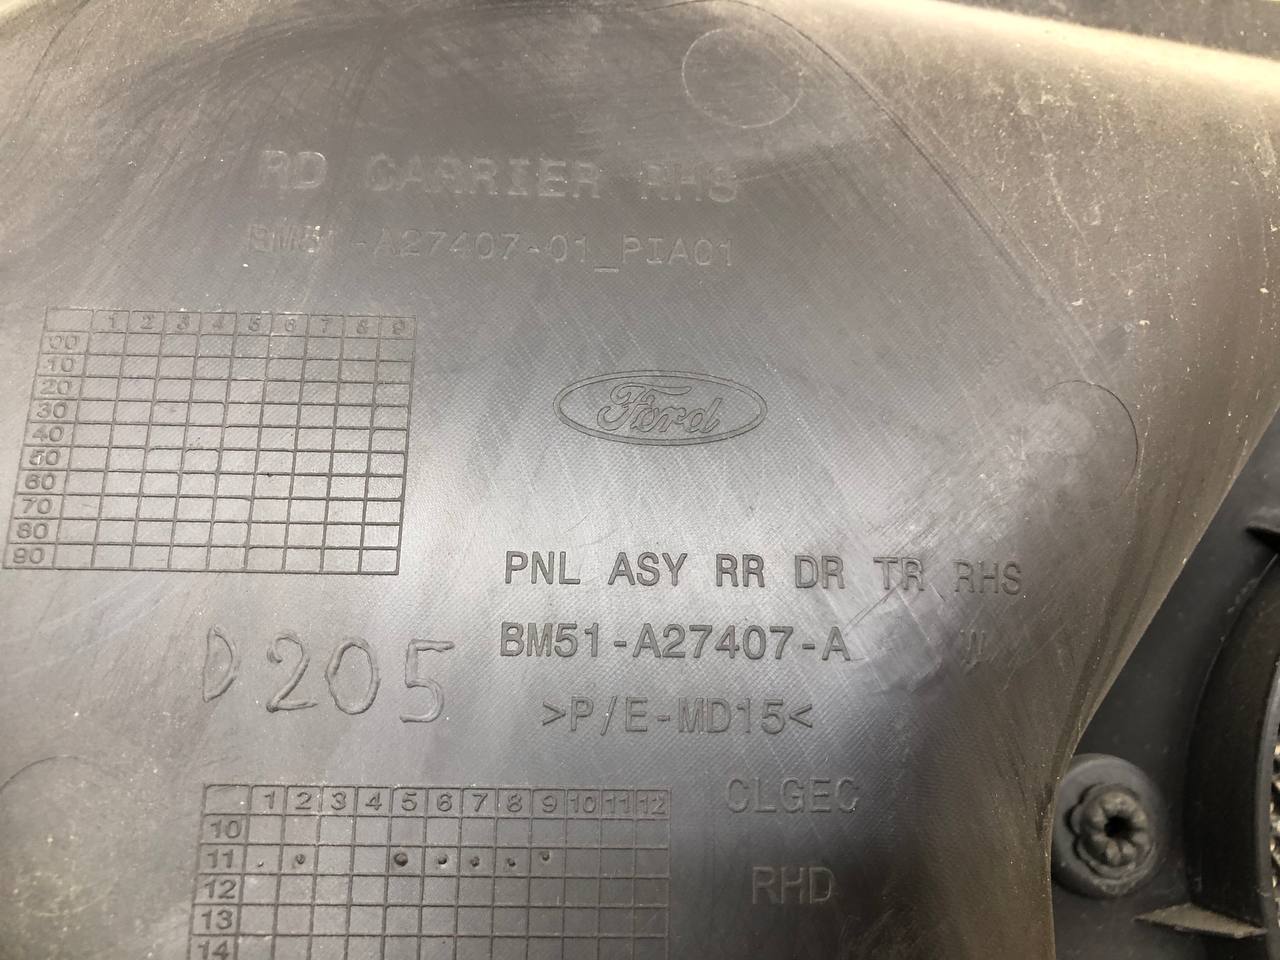 RD CARRIER RHS
BM51-A27407-01_PIA01
1 2 3 4 5 6 7 8 9
00
10
20
30
40
50
60
70
80
90
Ford
PNL ASY RR DR TR RHS
BM51-A27407-A W
>P/E-MD15<
D205
CLGEC
RHD
1 2 3 4 5 6 7 8 9 10 11 12
10
11
12
13
14